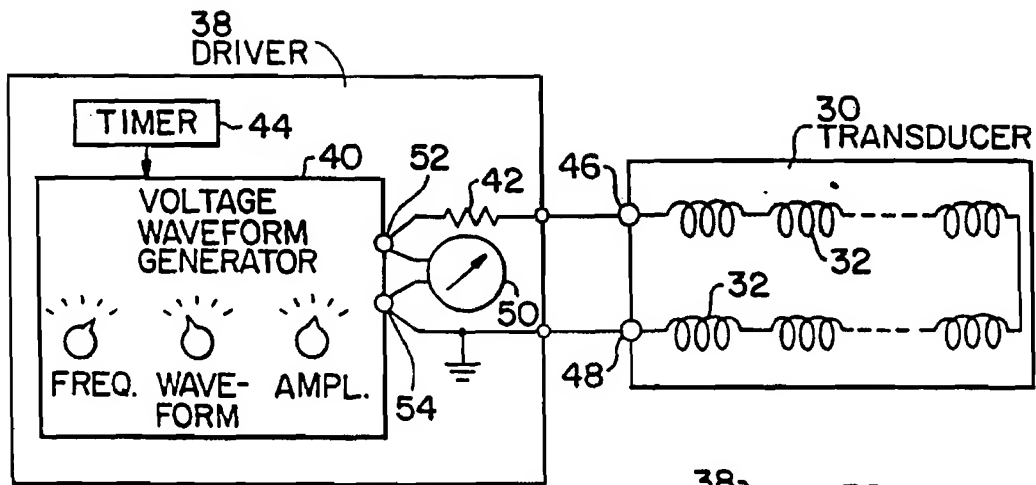 38
DRIVER
TIMER
44
40
VOLTAGE
WAVEFORM
GENERATOR
FREQ.
WAVE-
FORM
AMPL.
52
42
50
54
46
48
30
TRANSDUCER
32
32
38